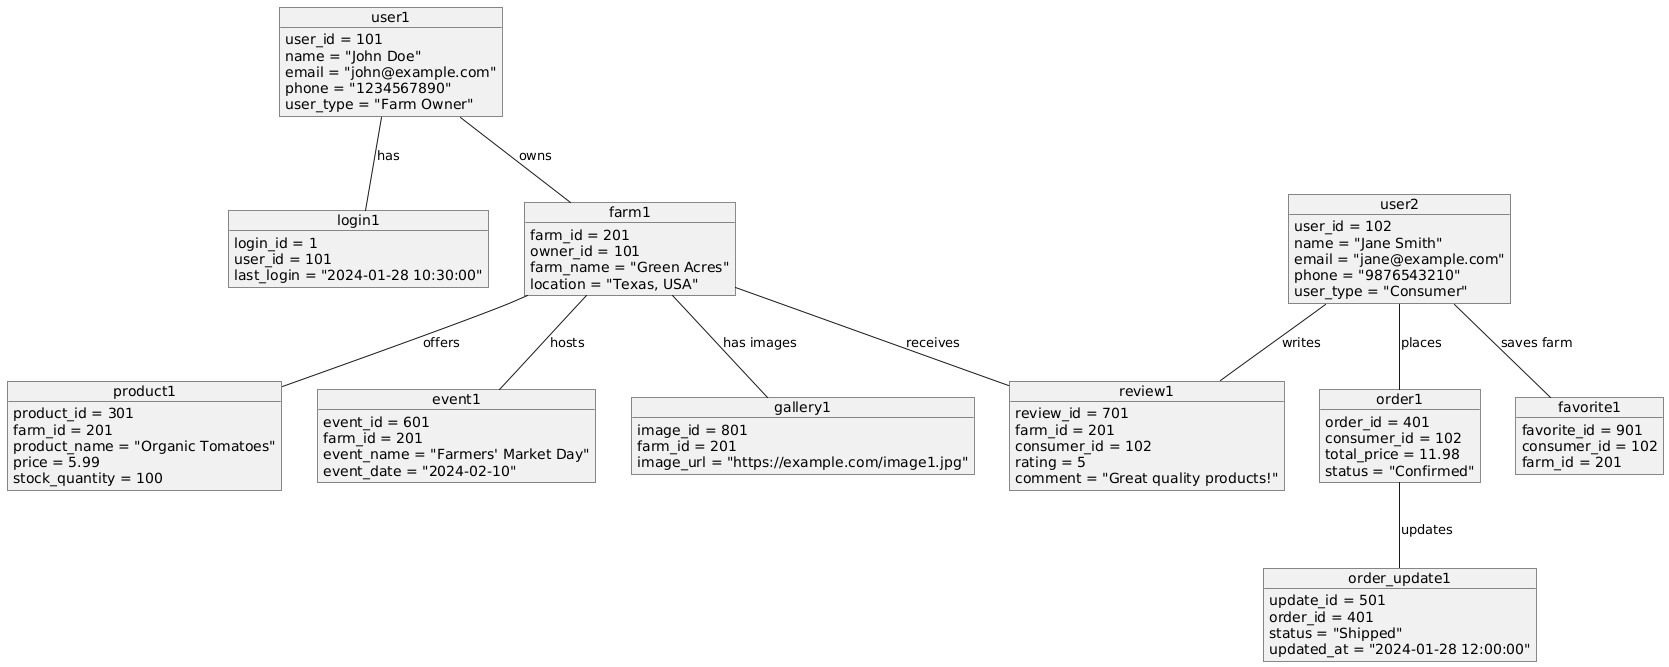 user1
user_id = 101
name = "John Doe"
email = "john@example.com"
phone = "1234567890"
user_type = "Farm Owner"
has
owns
login1
login_id = 1
user_id = 101
last_login = "2024-01-28 10:30:00"
farm1
farm_id = 201
owner_id = 101
farm_name = "Green Acres"
location = "Texas, USA"
user2
user_id = 102
name = "Jane Smith"
email = "jane@example.com"
phone = "9876543210"
user_type = "Consumer"
offers
hosts
has images
receives
writes
places
saves farm
product1
product_id = 301
farm_id = 201
product_name = "Organic Tomatoes"
price = 5.99
stock_quantity = 100
event1
event_id = 601
farm_id = 201
event_name = "Farmers' Market Day"
event_date = "2024-02-10"
gallery1
image_id = 801
farm_id = 201
image_url = "https://example.com/image1.jpg"
review1
review_id = 701
farm_id = 201
consumer_id = 102
rating = 5
comment = "Great quality products!"
order1
order_id = 401
consumer_id = 102
total_price = 11.98
status = "Confirmed"
favorite1
favorite_id = 901
consumer_id = 102
farm_id = 201
updates
order_update1
update_id = 501
order_id = 401
status = "Shipped"
updated_at = "2024-01-28 12:00:00"